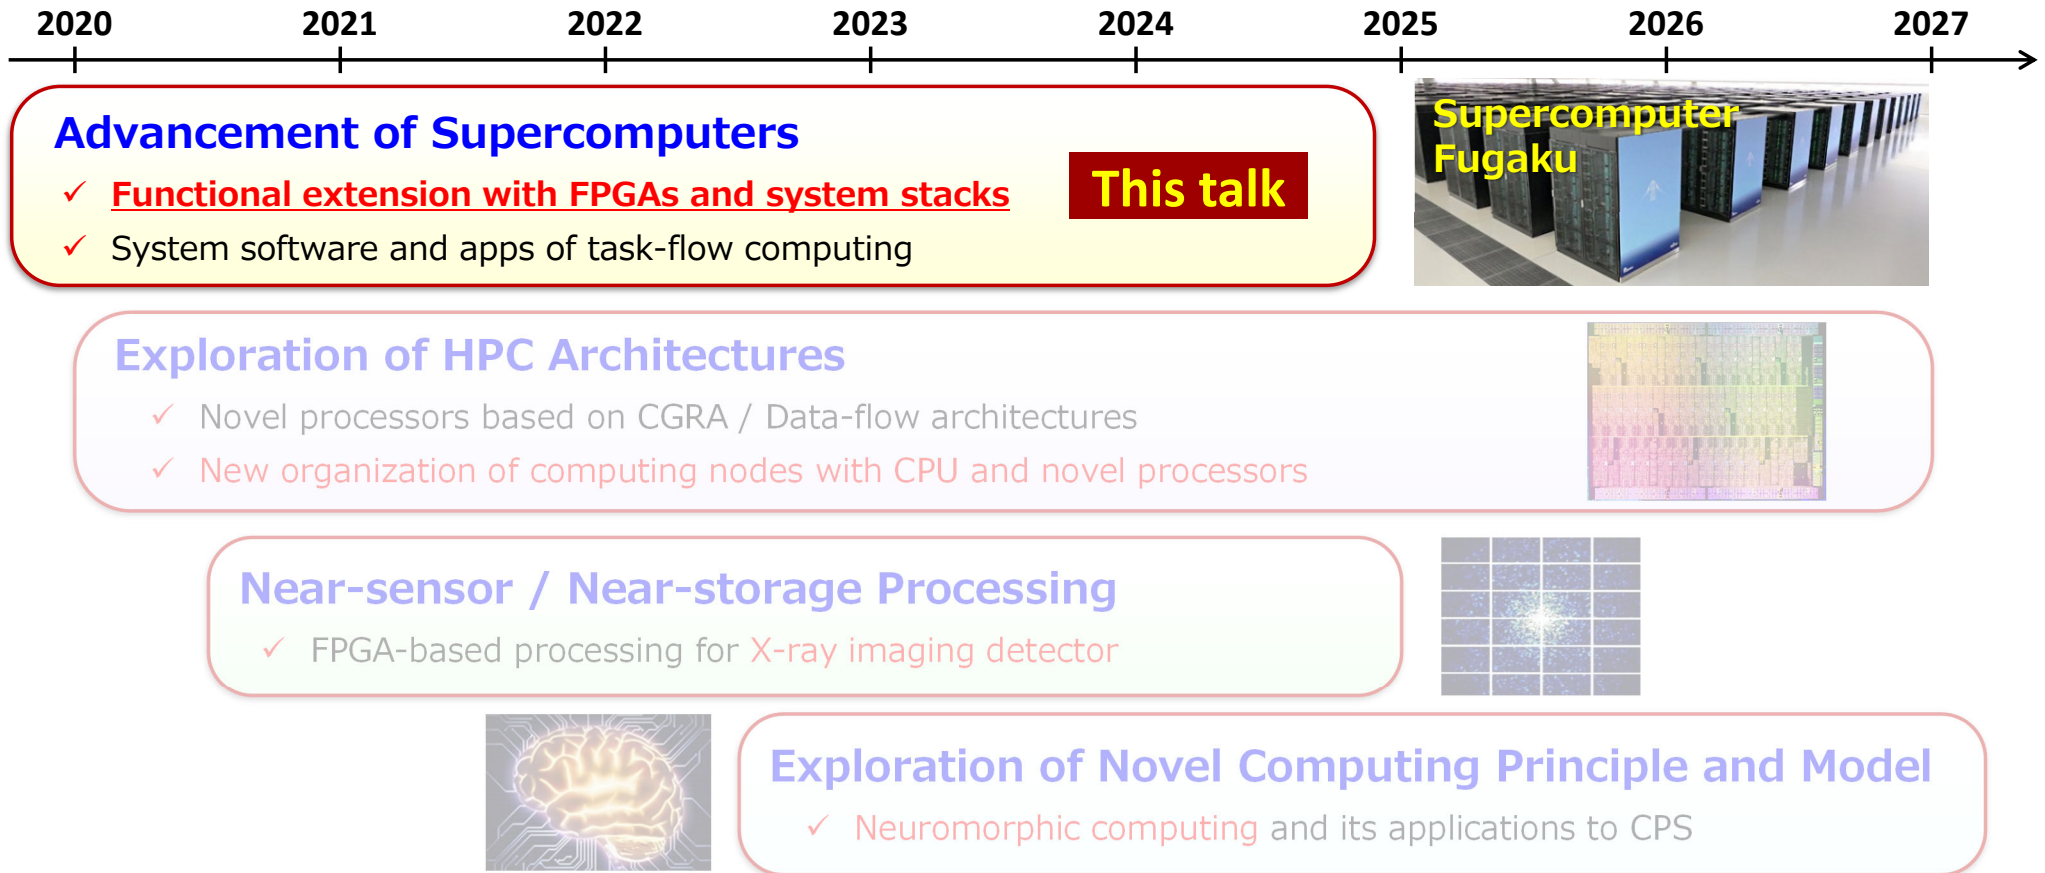 2020 2021 2022 2023 2024 2025 2026 2027
Advancement of Supercomputers
✓ Functional extension with FPGAs and system stacks
This talk
✓ System software and apps of task-flow computing
Supercomputer
Fugaku
Exploration of HPC Architectures
✓ Novel processors based on CGRA / Data-flow architectures
✓ New organization of computing nodes with CPU and novel processors
Near-sensor / Near-storage Processing
✓ FPGA-based processing for X-ray imaging detector
Exploration of Novel Computing Principle and Model
✓ Neuromorphic computing and its applications to CPS